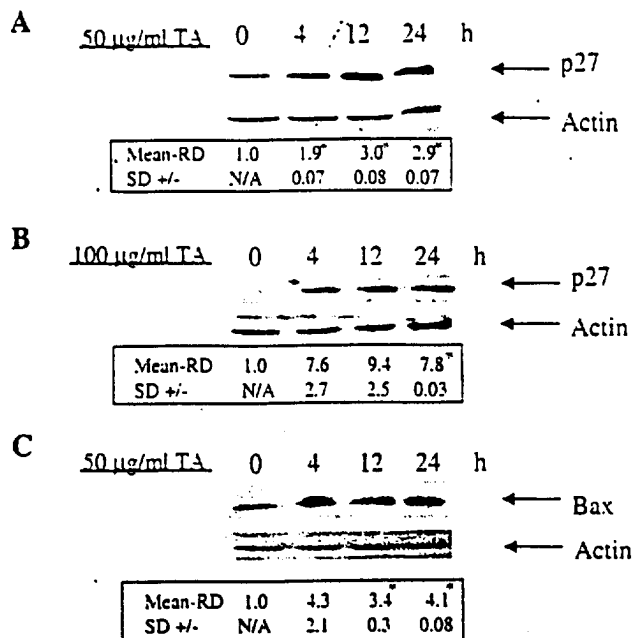 A
50 µg/ml TA 0 4 12 24 h
p27
Actin
Mean-RD 1.0 1.9* 3.0* 2.9*
SD +/- N/A 0.07 0.08 0.07
B
100 µg/ml TA 0 4 12 24 h
p27
Actin
Mean-RD 1.0 7.6 9.4 7.8*
SD +/- N/A 2.7 2.5 0.03
C
50 µg/ml TA 0 4 12 24 h
Bax
Actin
Mean-RD 1.0 4.3 3.4* 4.1*
SD +/- N/A 2.1 0.3 0.08